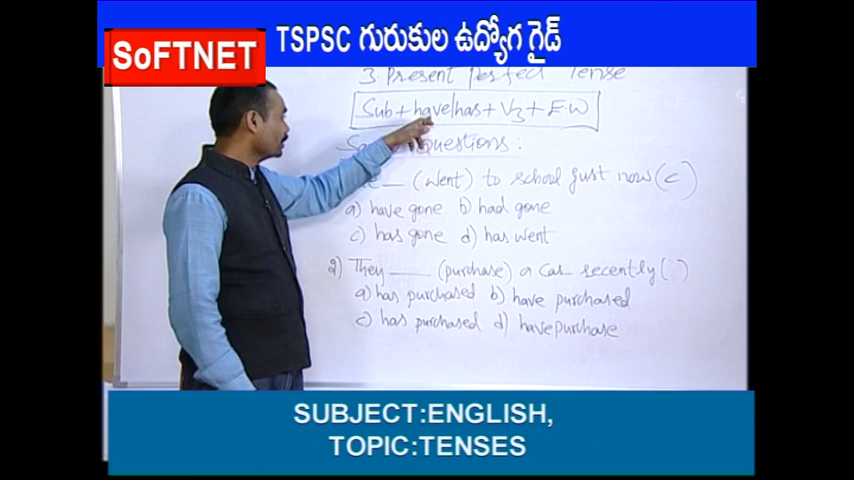 SoFTNET
TSPSC గురుకుల ఉద్యోగ గైడ్
3. Present Perfect Tense
Sub + have/has + V3 + E.W
questions:
(went) to school just now (c)
a) have gone b) had gone
c) has gone d) has went
2) They ___ (purchase) a car recently ( )
a) has purchased b) have purchased
c) has purchased d) have purchase
SUBJECT:ENGLISH,
TOPIC:TENSES